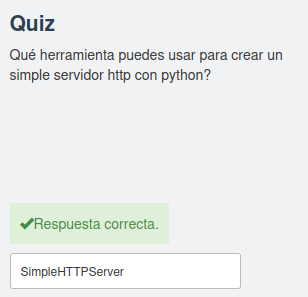 Quiz
Qué herramienta puedes usar para crear un
simple servidor http con python?
Respuesta correcta.
SimpleHTTPServer